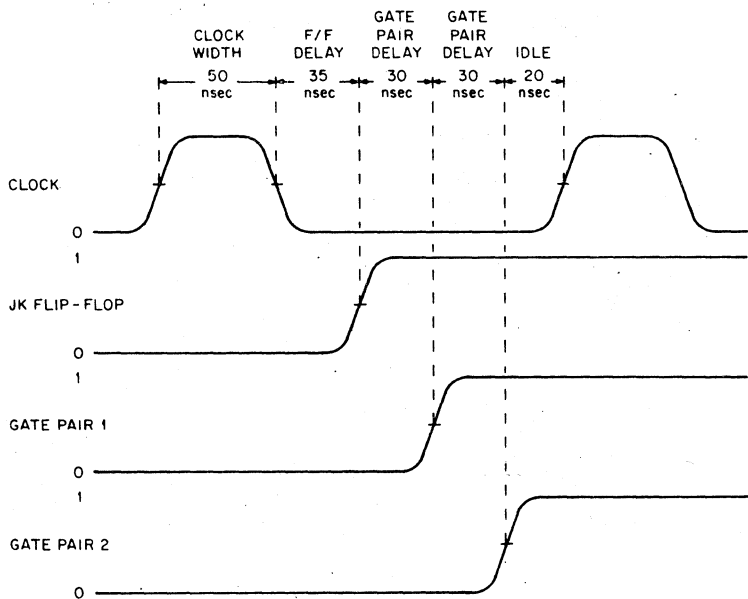 CLOCK WIDTH
50 nsec
F/F DELAY
35 nsec
GATE PAIR DELAY
30 nsec
GATE PAIR DELAY
30 nsec
IDLE
20 nsec
CLOCK
0
1
JK FLIP-FLOP
0
1
GATE PAIR 1
0
1
GATE PAIR 2
0